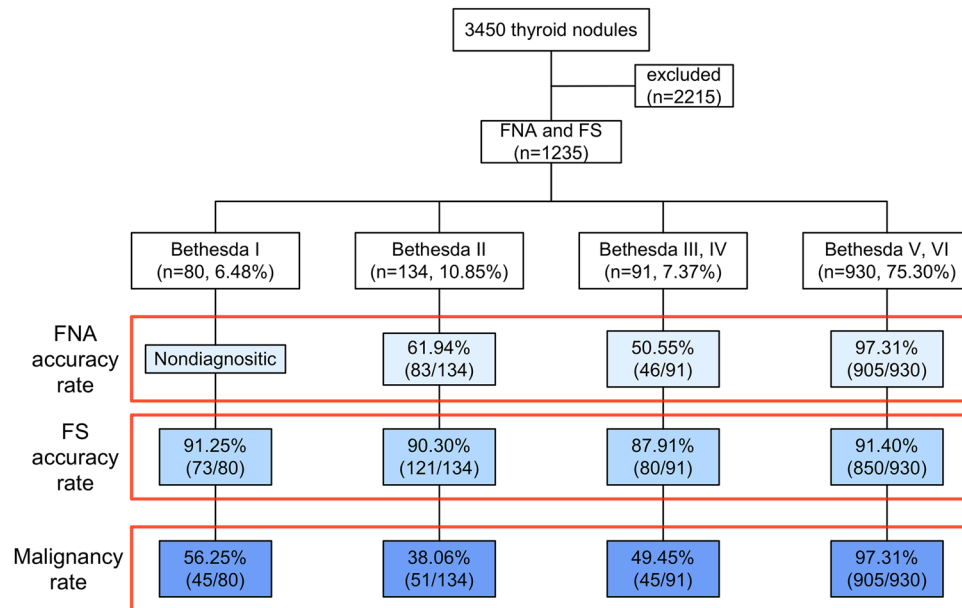 3450 thyroid nodules
excluded
(n=2215)
FNA and FS
(n=1235)
Bethesda I
(n=80, 6.48%)
Bethesda II
(n=134, 10.85%)
Bethesda III, IV
(n=91, 7.37%)
Bethesda V, VI
(n=930, 75.30%)
FNA
accuracy
rate
Nondiagnositic
61.94%
(83/134)
50.55%
(46/91)
97.31%
(905/930)
FS
accuracy
rate
91.25%
(73/80)
90.30%
(121/134)
87.91%
(80/91)
91.40%
(850/930)
Malignancy
rate
56.25%
(45/80)
38.06%
(51/134)
49.45%
(45/91)
97.31%
(905/930)